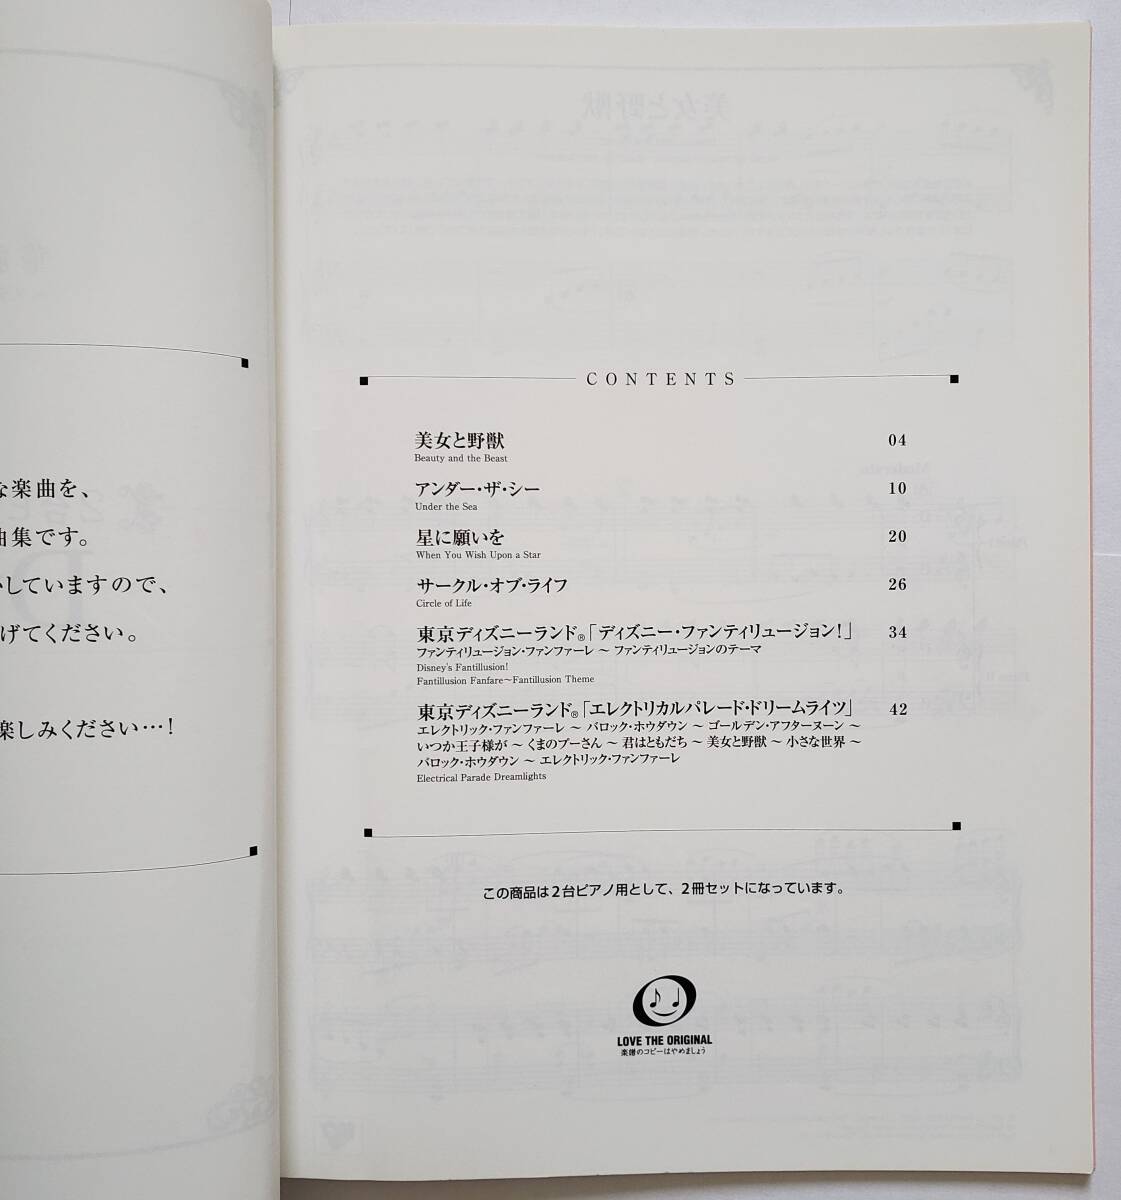 な楽曲を、
曲集です。
していますので、
げてください。
楽しみください…!
CONTENTS
美女と野獣 04
Beauty and the Beast
アンダー・ザ・シー 10
Under the Sea
星に願いを 20
When You Wish Upon a Star
サークル・オブ・ライフ 26
Circle of Life
東京ディズニーランド®「ディズニー・ファンティリュージョン!」 34
ファンティリュージョン・ファンファーレ ～ ファンティリュージョンのテーマ
Disney's Fantillusion!
Fantillusion Fanfare～Fantillusion Theme
東京ディズニーランド®「エレクトリカルパレード・ドリームライツ」 42
エレクトリック・ファンファーレ ～ バロック・ホウダウン ～ ゴールデン・アフターヌーン ～
いつか王子様が ～ くまのプーさん ～ 君はともだち ～ 美女と野獣 ～ 小さな世界 ～
バロック・ホウダウン ～ エレクトリック・ファンファーレ
Electrical Parade Dreamlights
この商品は2台ピアノ用として、2冊セットになっています。
LOVE THE ORIGINAL
楽譜のコピーはやめましょう